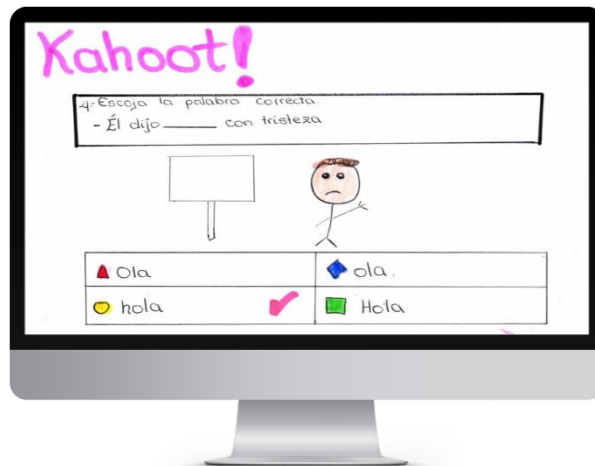 Kahoot!
4-Escoja la palabra correcta.
- Él dijo _____ con tristeza
Ola
ola.
hola
Hola